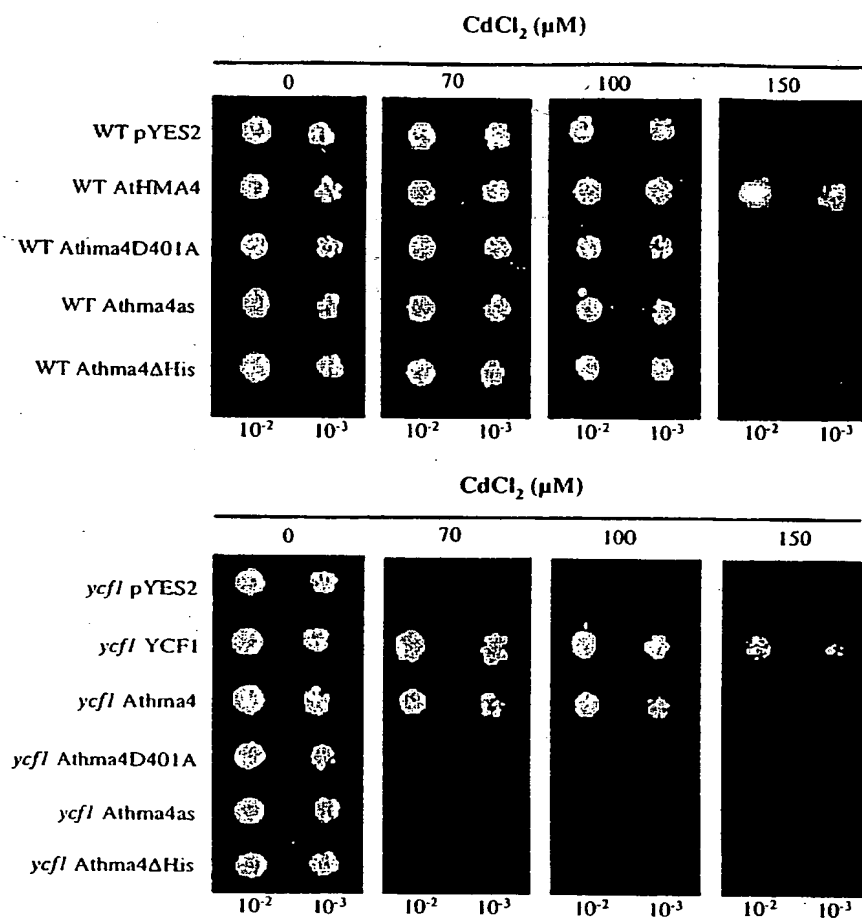 CdCl₂ (µM)
0 70 100 150
WT pYES2
WT AtHMA4
WT Athma4D401A
WT Athma4as
WT Athma4ΔHis
10⁻² 10⁻³ 10⁻² 10⁻³ 10⁻² 10⁻³ 10⁻² 10⁻³
CdCl₂ (µM)
0 70 100 150
ycf1 pYES2
ycf1 YCF1
ycf1 Athma4
ycf1 Athma4D401A
ycf1 Athma4as
ycf1 Athma4ΔHis
10⁻² 10⁻³ 10⁻² 10⁻³ 10⁻² 10⁻³ 10⁻² 10⁻³